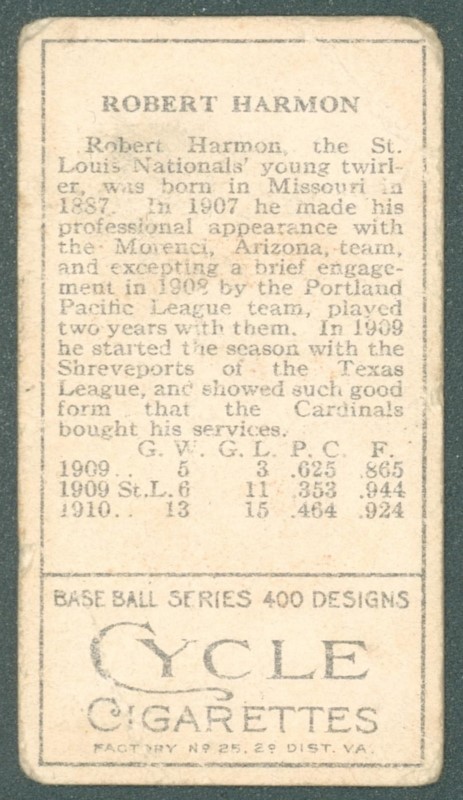 ROBERT HARMON
Robert Harmon, the St.
Louis Nationals' young twirl-
er, was born in Missouri in
1887. In 1907 he made his
professional appearance with
the Morenci, Arizona, team,
and excepting a brief engage-
ment in 1908 by the Portland
Pacific League team, played
two years with them. In 1909
he started the season with the
Shreveports of the Texas
League, and showed such good
form that the Cardinals
bought his services.
G. W. G. L. P. C. F.
1909.. 5 3 .625 .865
1909 St.L. 6 11 .353 .944
1910.. 13 15 .464 .924
BASE BALL SERIES 400 DESIGNS
CYCLE
CIGARETTES
FACTORY Nº 25, 2º DIST. VA.